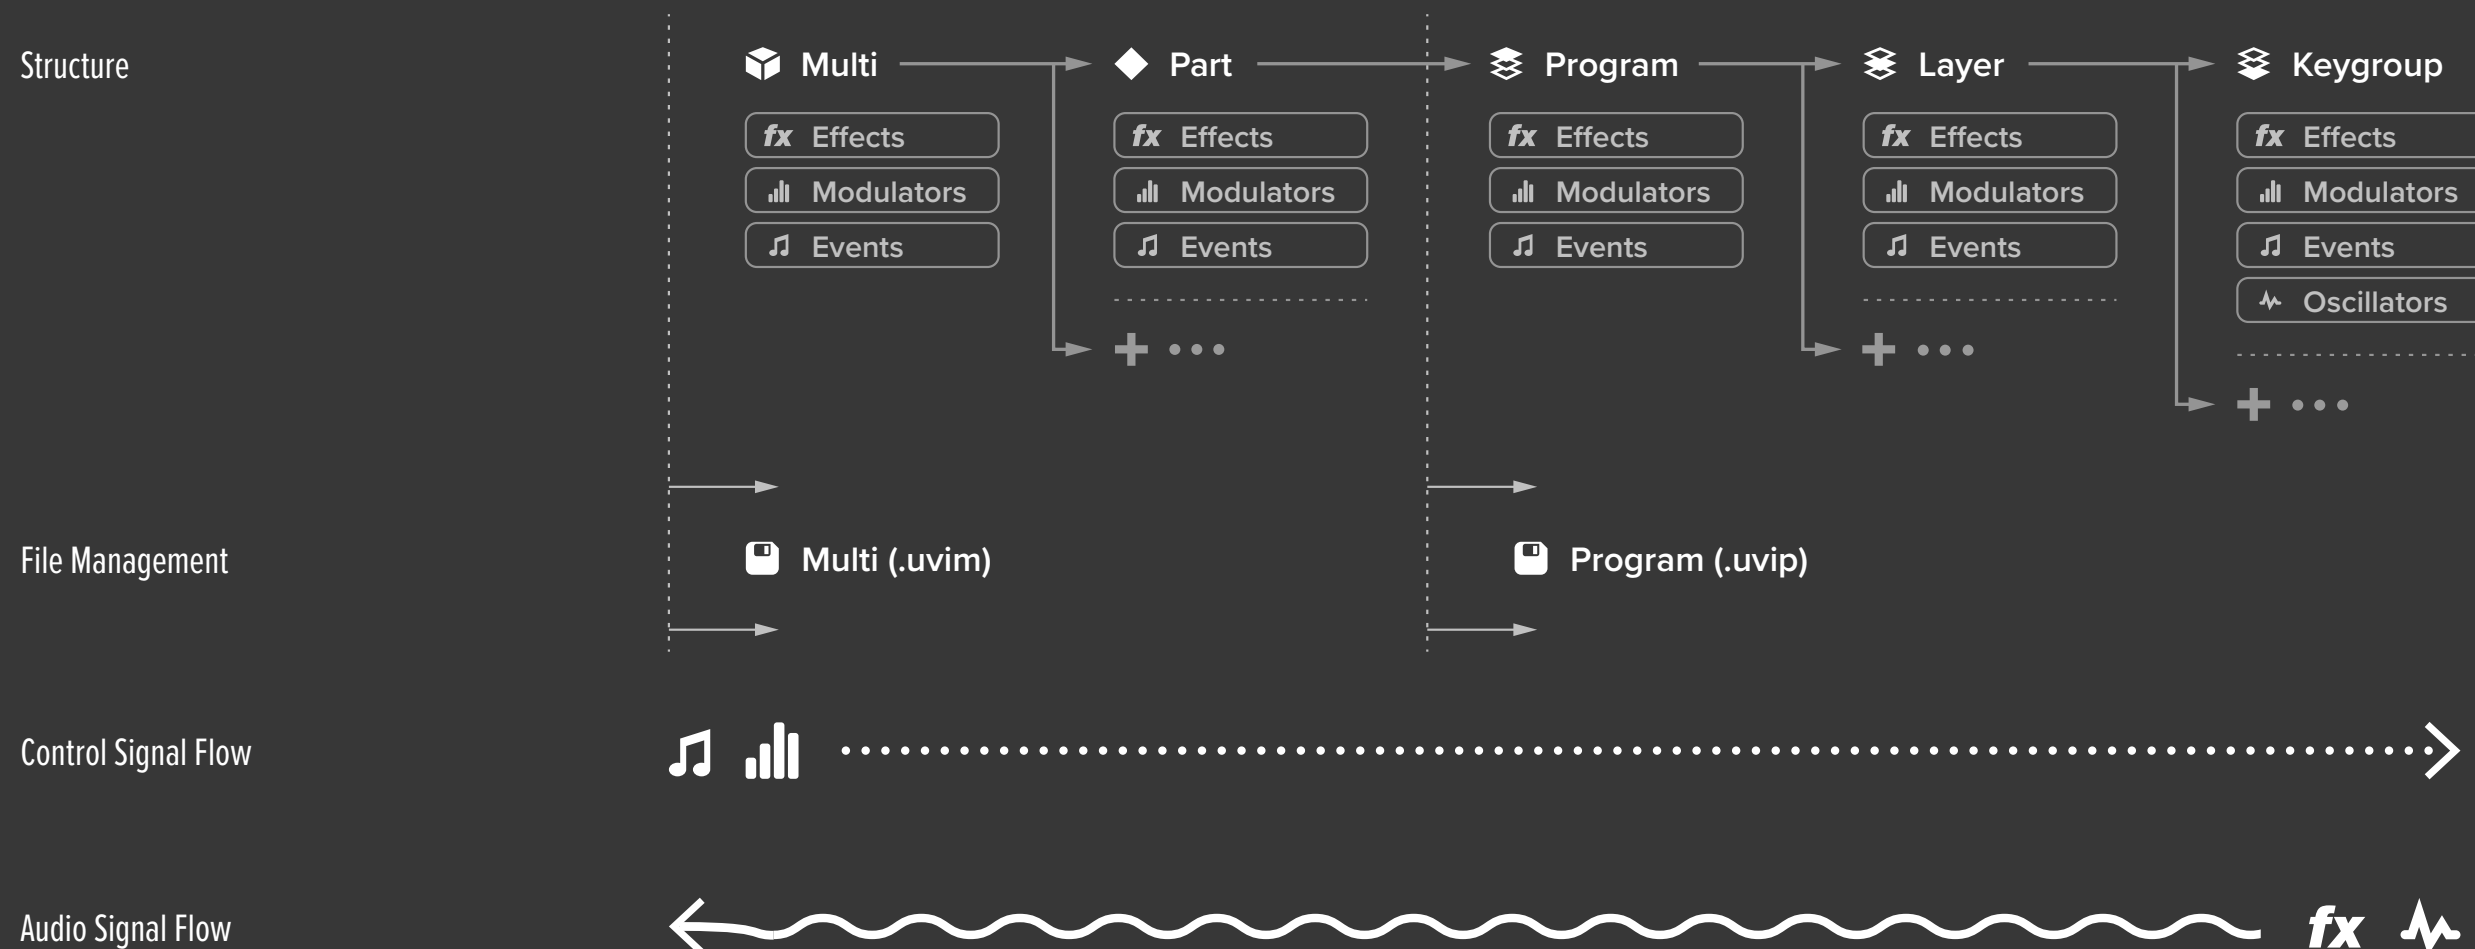 Structure
Multi
Part
Program
Layer
Keygroup
fx Effects
fx Effects
fx Effects
fx Effects
fx Effects
Modulators
Modulators
Modulators
Modulators
Modulators
Events
Events
Events
Events
Events
Oscillators
File Management
Multi (.uvim)
Program (.uvip)
Control Signal Flow
Audio Signal Flow
fx